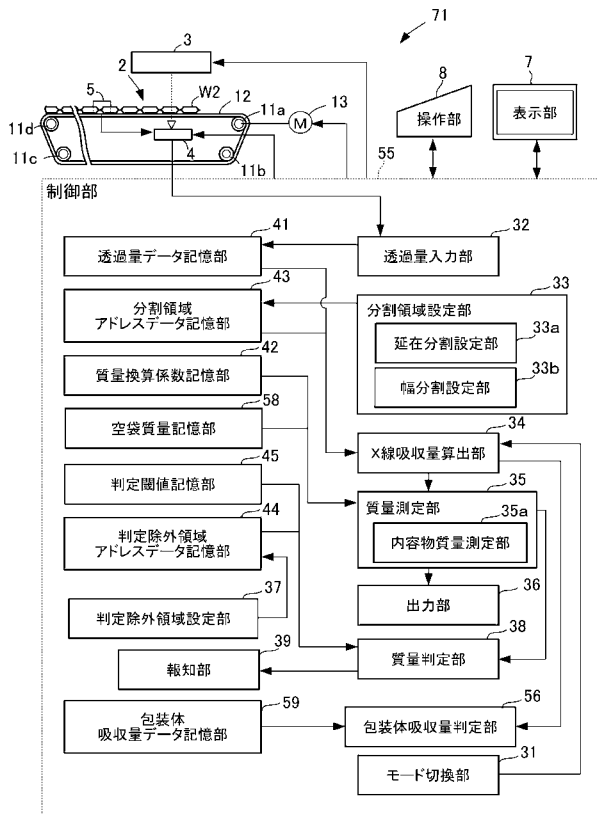 71
3
2
5
W2
12
11a
13
M
11d
11c
4
11b
8
操作部
7
表示部
55
制御部
41
透過量データ記憶部
32
透過量入力部
43
分割領域
アドレスデータ記憶部
33
分割領域設定部
33a
延在分割設定部
33b
幅分割設定部
42
質量換算係数記憶部
58
空袋質量記憶部
34
X線吸収量算出部
45
判定閾値記憶部
35
質量測定部
35a
内容物質量測定部
44
判定除外領域
アドレスデータ記憶部
36
出力部
37
判定除外領域設定部
38
質量判定部
39
報知部
59
包装体
吸収量データ記憶部
56
包装体吸収量判定部
31
モード切換部